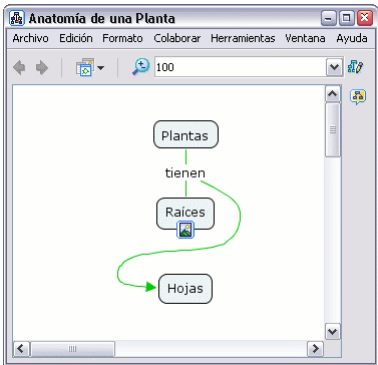 Anatomía de una Planta
Archivo Edición Formato Colaborar Herramientas Ventana Ayuda
100
Plantas
tienen
Raíces
Hojas